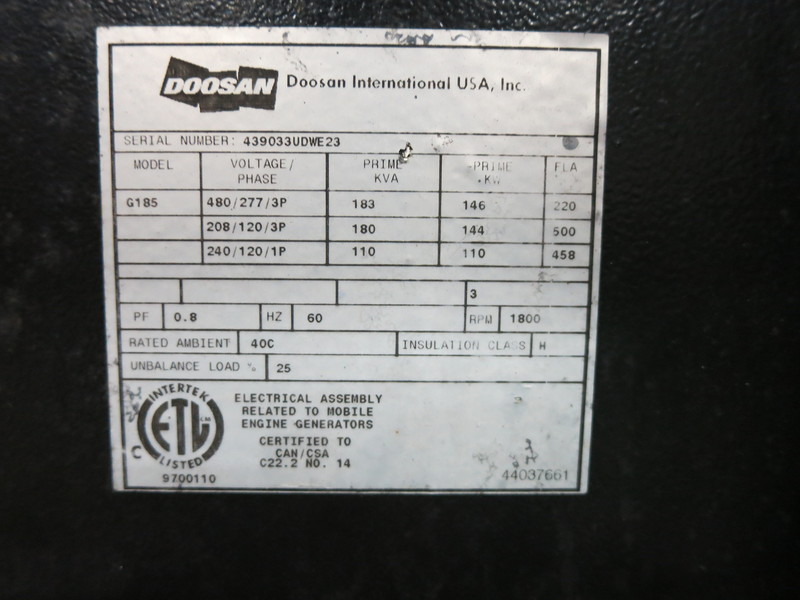 DOOSAN Doosan International USA, Inc.
SERIAL NUMBER: 439033UDWE23
MODEL VOLTAGE/ PHASE PRIME KVA PRIME KW FLA
G185 480/277/3P 183 146 220
208/120/3P 180 144 500
240/120/1P 110 110 458
3
PF 0.8 HZ 60 RPM 1800
RATED AMBIENT 40C INSULATION CLASS H
UNBALANCE LOAD % 25
INTERTEK
ETL CM
LISTED
C
9700110
ELECTRICAL ASSEMBLY
RELATED TO MOBILE
ENGINE GENERATORS
CERTIFIED TO
CAN/CSA
C22.2 NO. 14
44037661